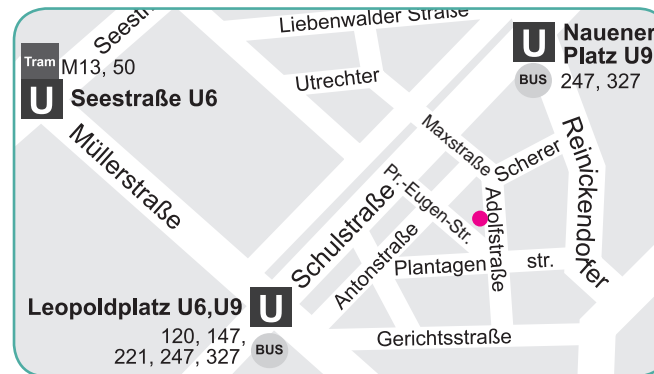 Seest
Liebenwalder Straße
U
Nauener
Platz U9
Tram
M13, 50
BUS
247, 327
U
Seestraße U6
Utrechter
Müllerstraße
Maxstraße
Scherer
Reinickendorfer
Pr.-Eugen-Str.
Adolfstraße
Schulstraße
Antonstraße
Plantagen str.
Leopoldplatz U6,U9
U
120, 147,
221, 247, 327
BUS
Gerichtsstraße